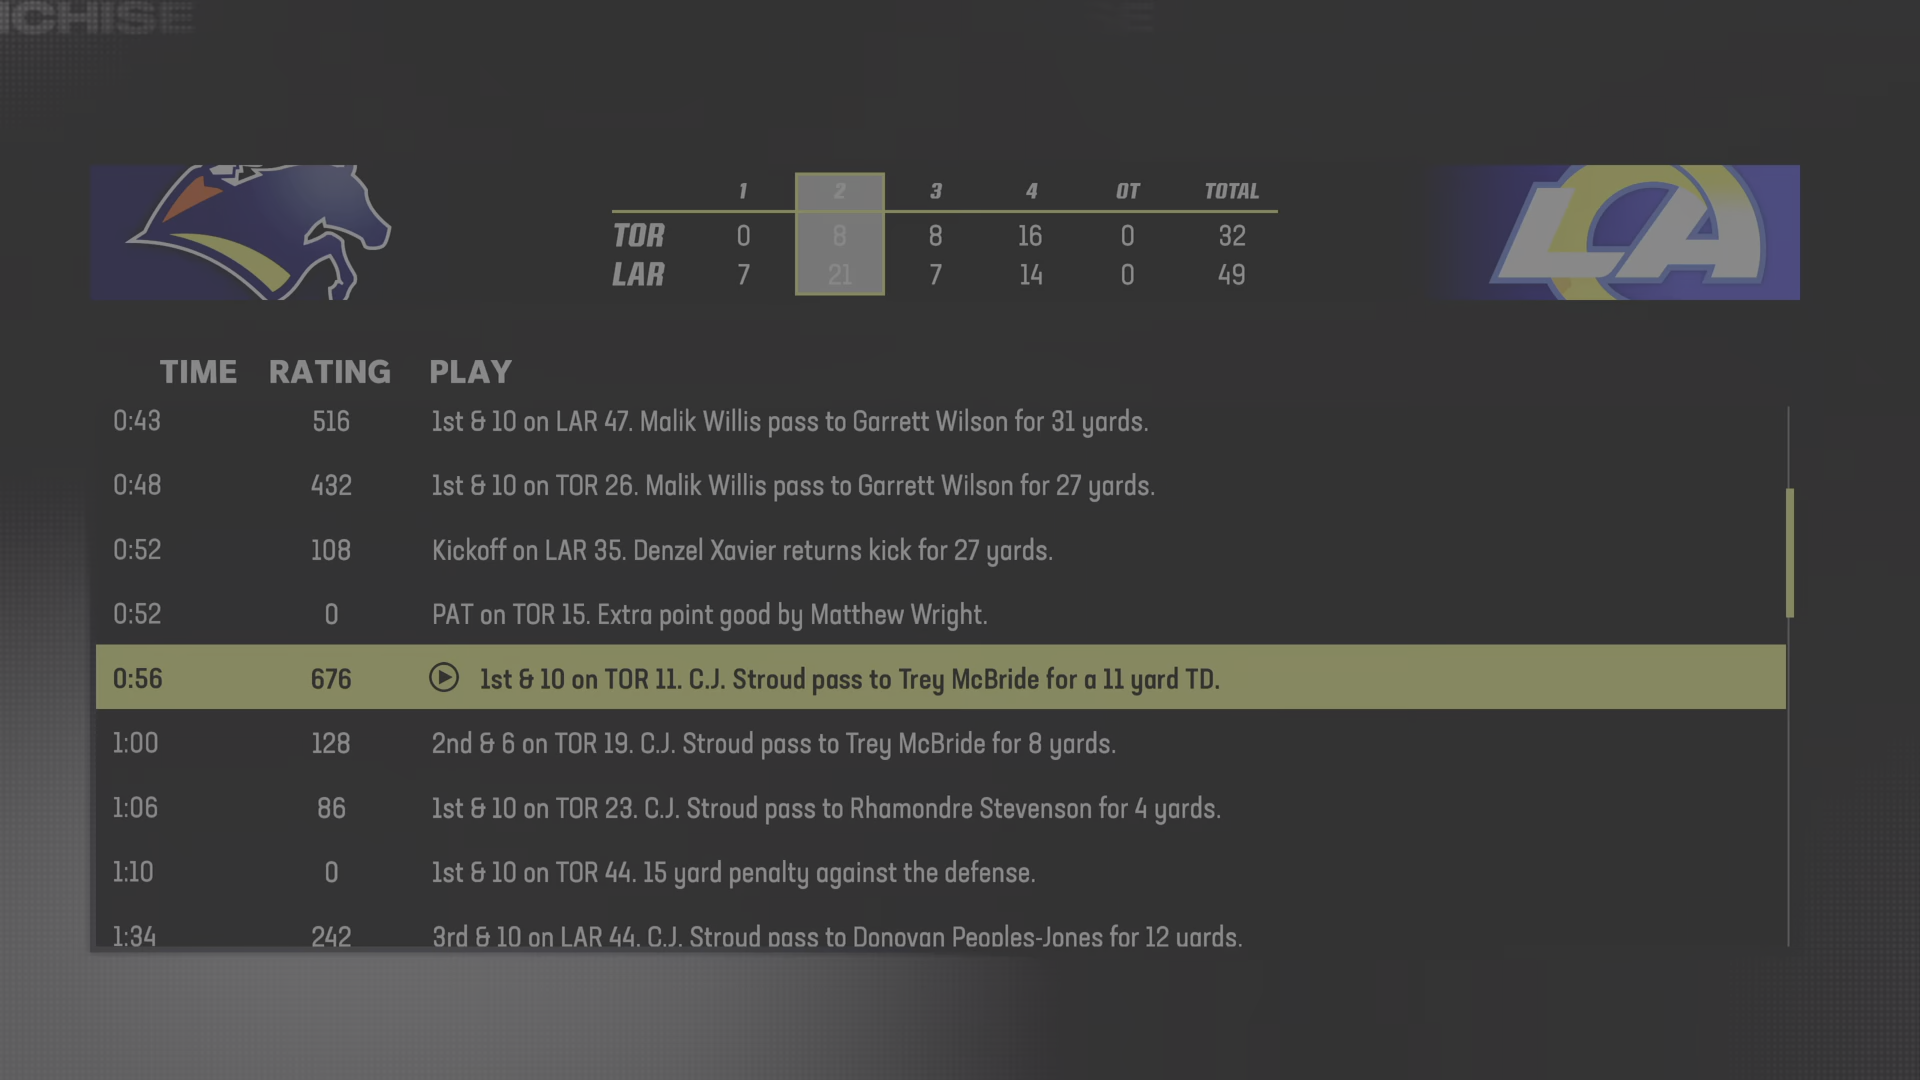 CHISE
1 2 3 4 OT TOTAL
TOR 0 8 8 16 0 32
LAR 7 21 7 14 0 49
LA
TIME RATING PLAY
0:43 516 1st & 10 on LAR 47. Malik Willis pass to Garrett Wilson for 31 yards.
0:48 432 1st & 10 on TOR 26. Malik Willis pass to Garrett Wilson for 27 yards.
0:52 108 Kickoff on LAR 35. Denzel Xavier returns kick for 27 yards.
0:52 0 PAT on TOR 15. Extra point good by Matthew Wright.
0:56 676 1st & 10 on TOR 11. C.J. Stroud pass to Trey McBride for a 11 yard TD.
1:00 128 2nd & 6 on TOR 19. C.J. Stroud pass to Trey McBride for 8 yards.
1:06 86 1st & 10 on TOR 23. C.J. Stroud pass to Rhamondre Stevenson for 4 yards.
1:10 0 1st & 10 on TOR 44. 15 yard penalty against the defense.
1:34 242 3rd & 10 on LAR 44. C.J. Stroud pass to Donovan Peoples-Jones for 12 yards.